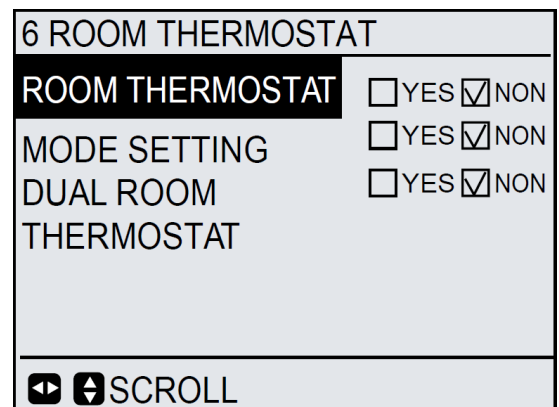 6 ROOM THERMOSTAT
ROOM THERMOSTAT YES NON
MODE SETTING YES NON
DUAL ROOM YES NON
THERMOSTAT
SCROLL